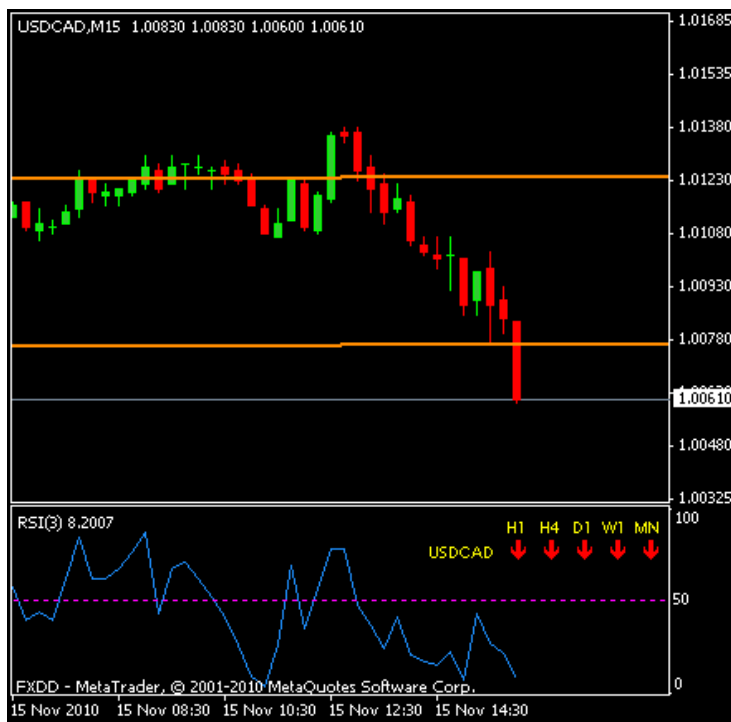 USDCAD,M15 1.00830 1.00830 1.00600 1.00610
1.01685
1.01535
1.01380
1.01230
1.01080
1.00930
1.00780
1.00610
1.00480
1.00325
RSI(3) 8.2007
100
H1 H4 D1 W1 MN
USDCAD
50
0
FXDD - MetaTrader, © 2001-2010 MetaQuotes Software Corp.
15 Nov 2010 15 Nov 08:30 15 Nov 10:30 15 Nov 12:30 15 Nov 14:30